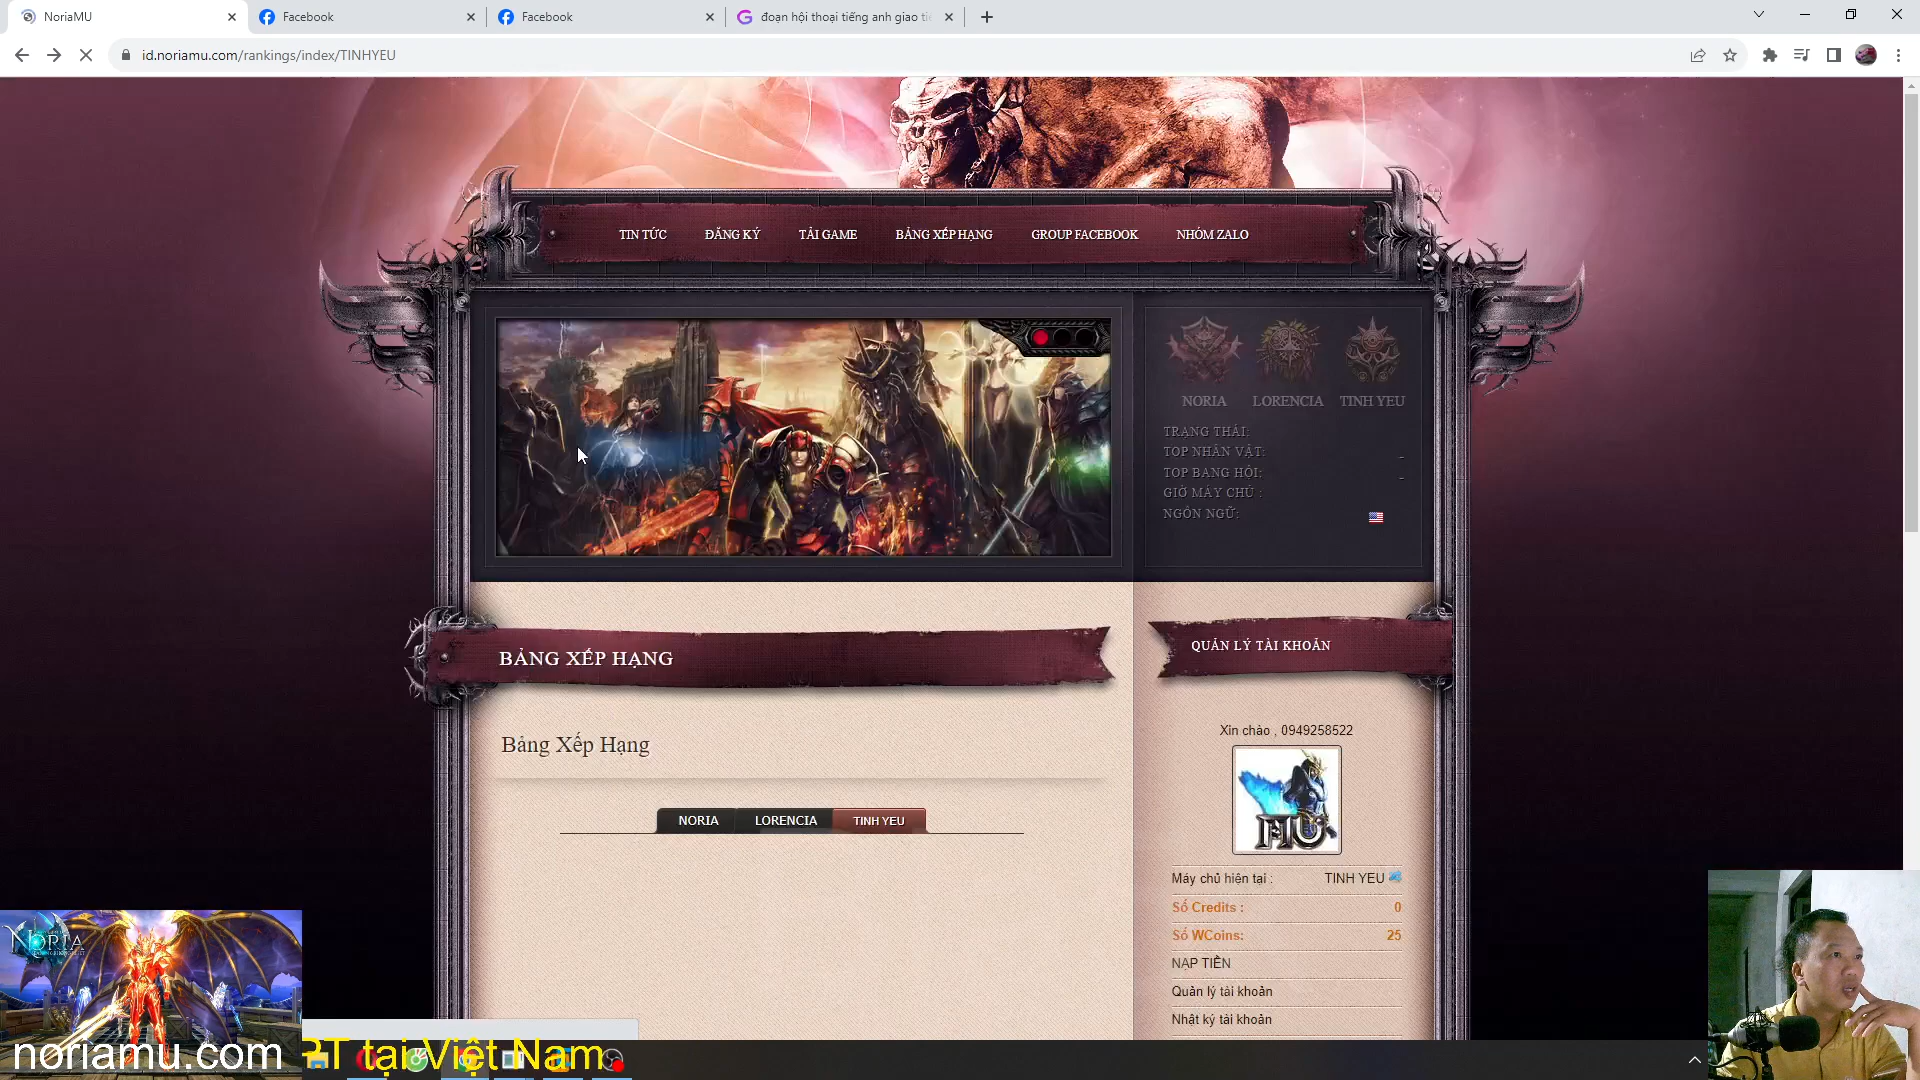 NoriaMU
Facebook
Facebook
đoạn hội thoại tiếng anh giao ti
id.noriamu.com/rankings/index/TINHYEU
TIN TỨC
ĐĂNG KÝ
TẢI GAME
BẢNG XẾP HẠNG
GROUP FACEBOOK
NHÓM ZALO
NORIA
LORENCIA
TINH YEU
TRẠNG THÁI:
TOP NHÂN VẬT: -
TOP BANG HỘI: -
GIỜ MÁY CHỦ :
NGÔN NGỮ:
BẢNG XẾP HẠNG
QUẢN LÝ TÀI KHOẢN
Bảng Xếp Hạng
NORIA
LORENCIA
TINH YEU
Xin chào , 0949258522
MU
Máy chủ hiện tại : TINH YEU
Số Credits : 0
Số WCoins: 25
NẠP TIỀN
Quản lý tài khoản
Nhật ký tài khoản
NORIA
noriamu.com
PT tại Việt Nam